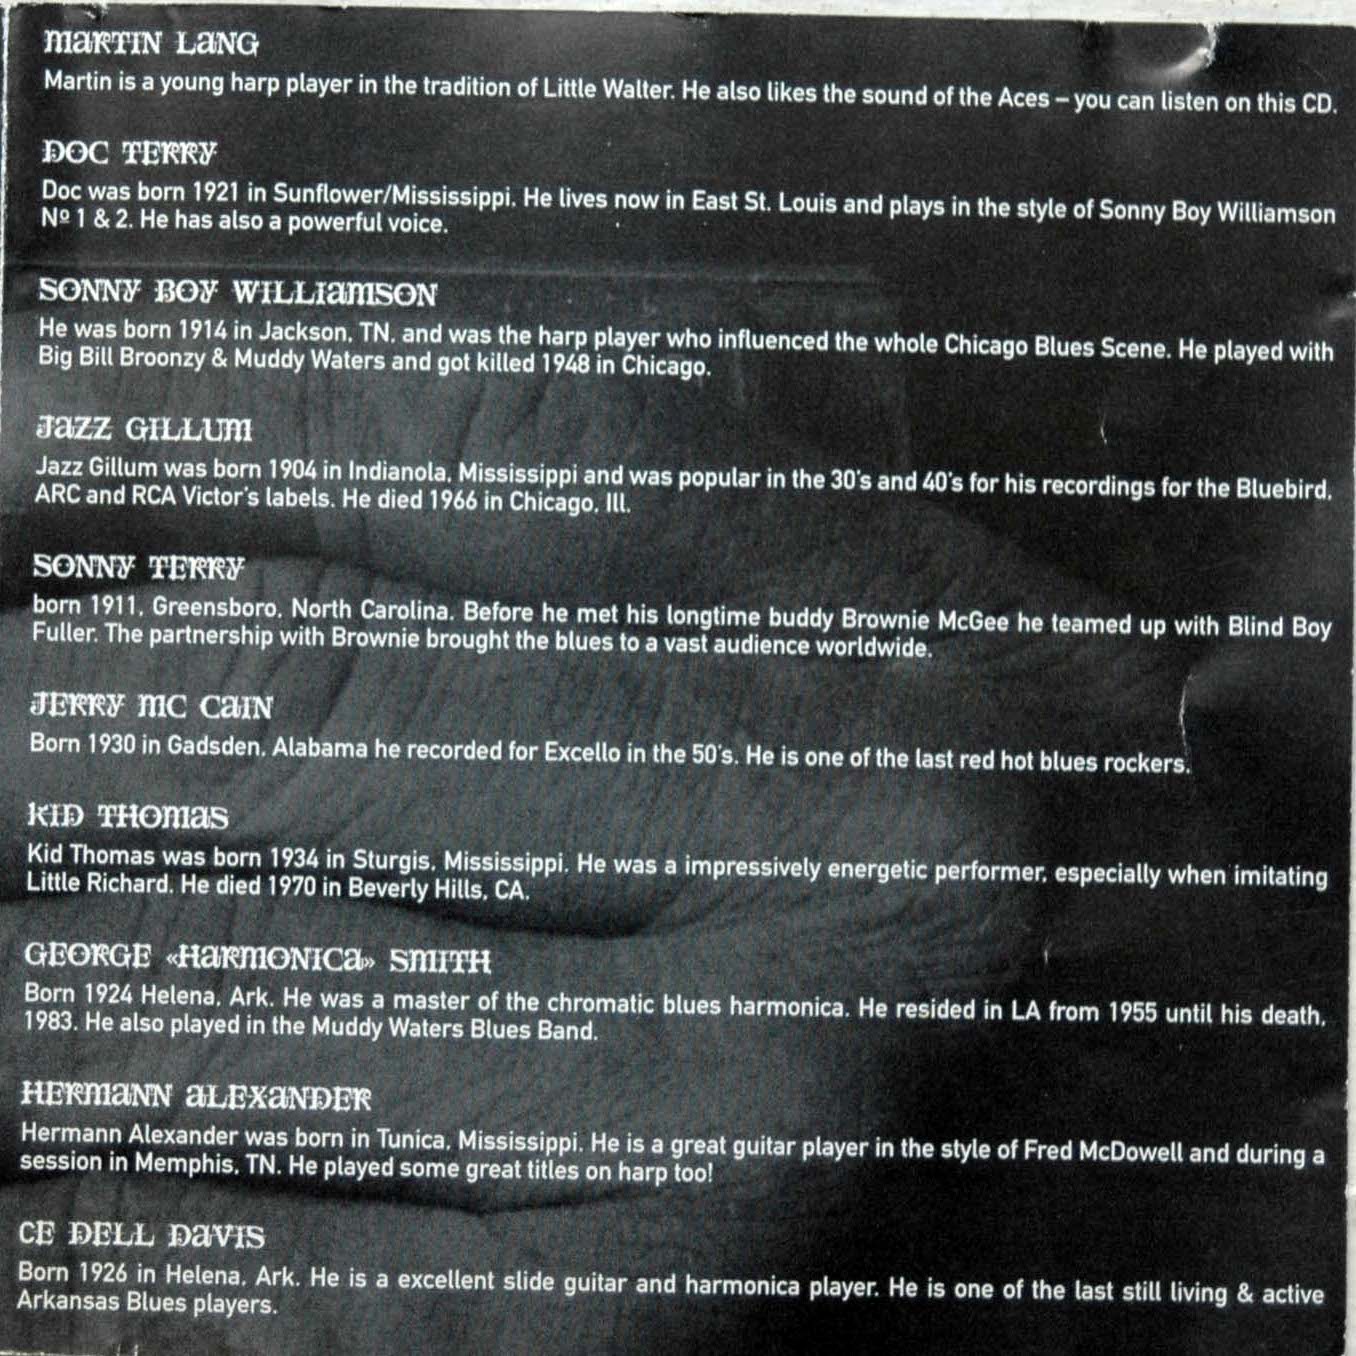 MARTIN LANG
Martin is a young harp player in the tradition of Little Walter. He also likes the sound of the Aces – you can listen on this CD.
DOC TERRY
Doc was born 1921 in Sunflower/Mississippi. He lives now in East St. Louis and plays in the style of Sonny Boy Williamson
Nº 1 & 2. He has also a powerful voice.
SONNY BOY WILLIAMSON
He was born 1914 in Jackson, TN, and was the harp player who influenced the whole Chicago Blues Scene. He played with
Big Bill Broonzy & Muddy Waters and got killed 1948 in Chicago.
JAZZ GILLUM
Jazz Gillum was born 1904 in Indianola, Mississippi and was popular in the 30's and 40's for his recordings for the Bluebird,
ARC and RCA Victor's labels. He died 1966 in Chicago, Ill.
SONNY TERRY
born 1911, Greensboro, North Carolina. Before he met his longtime buddy Brownie McGee he teamed up with Blind Boy
Fuller. The partnership with Brownie brought the blues to a vast audience worldwide.
JERRY MC CAIN
Born 1930 in Gadsden, Alabama he recorded for Excello in the 50's. He is one of the last red hot blues rockers.
KID THOMAS
Kid Thomas was born 1934 in Sturgis, Mississippi. He was a impressively energetic performer, especially when imitating
Little Richard. He died 1970 in Beverly Hills, CA.
GEORGE «HARMONICA» SMITH
Born 1924 Helena, Ark. He was a master of the chromatic blues harmonica. He resided in LA from 1955 until his death,
1983. He also played in the Muddy Waters Blues Band.
HERMANN ALEXANDER
Hermann Alexander was born in Tunica, Mississippi. He is a great guitar player in the style of Fred McDowell and during a
session in Memphis, TN. He played some great titles on harp too!
CE DELL DAVIS
Born 1926 in Helena, Ark. He is a excellent slide guitar and harmonica player. He is one of the last still living & active
Arkansas Blues players.